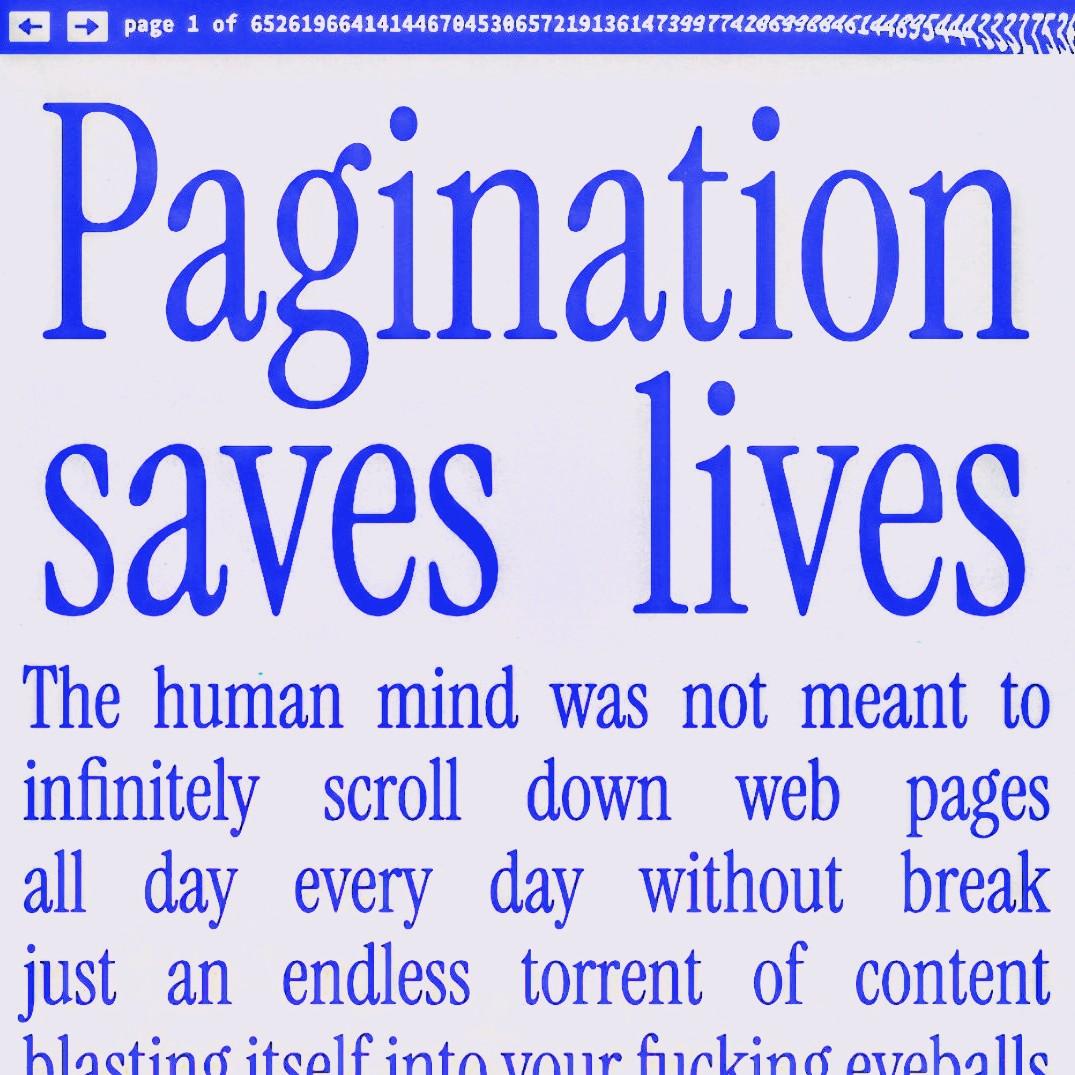 page 1 of
Pagination
saves lives
The human mind was not meant to
infinitely scroll down web pages
all day every day without break
just an endless torrent of content
blasting itself into your fucking eyeballs